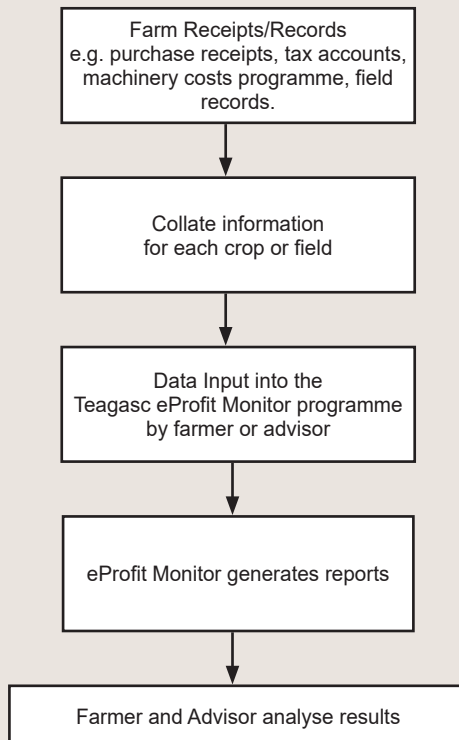 Farm Receipts/Records
e.g. purchase receipts, tax accounts,
machinery costs programme, field
records.
Collate information
for each crop or field
Data Input into the
Teagasc eProfit Monitor programme
by farmer or advisor
eProfit Monitor generates reports
Farmer and Advisor analyse results